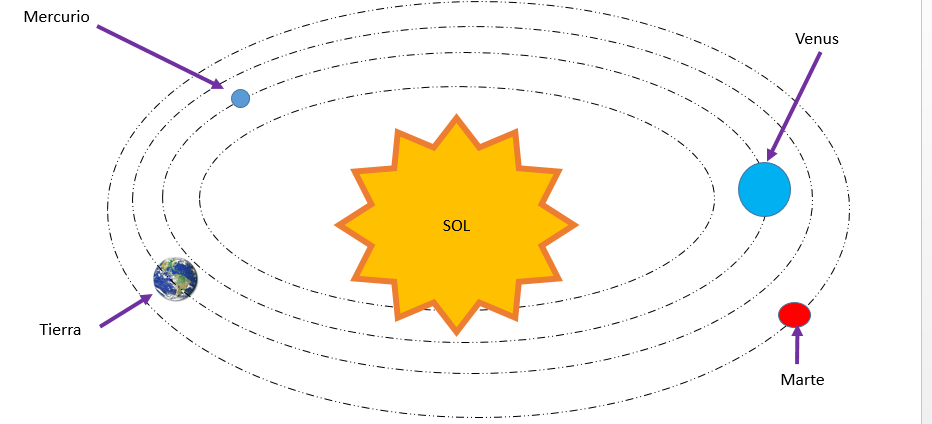 Mercurio
Venus
SOL
Tierra
Marte